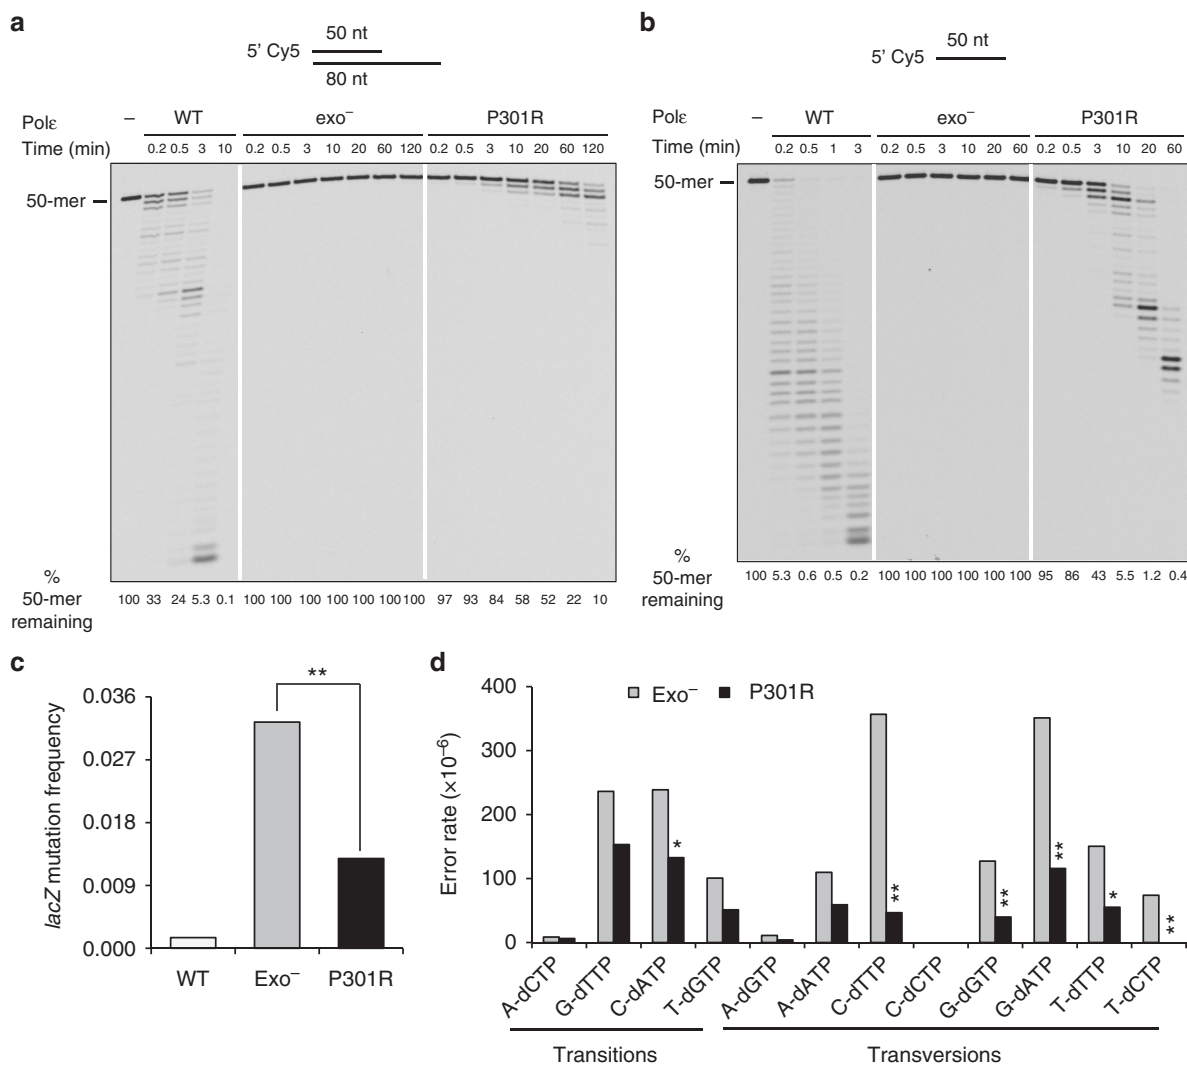 a
50 nt
5' Cy5
80 nt
Polε – WT exo⁻ P301R
Time (min) 0.2 0.5 3 10 0.2 0.5 3 10 20 60 120 0.2 0.5 3 10 20 60 120
50-mer
%
50-mer
remaining
100 33 24 5.3 0.1 100 100 100 100 100 100 100 97 93 84 58 52 22 10
b
50 nt
5' Cy5
Polε – WT exo⁻ P301R
Time (min) 0.2 0.5 1 3 0.2 0.5 3 10 20 60 0.2 0.5 3 10 20 60
50-mer
%
50-mer
remaining
100 5.3 0.6 0.5 0.2 100 100 100 100 100 100 95 86 43 5.5 1.2 0.4
c
lacZ mutation frequency
0.036
0.027
0.018
0.009
0.000
**
WT Exo⁻ P301R
d
Exo⁻ P301R
Error rate (×10⁻⁶)
400
300
200
100
0
* ** ** ** * **
A-dCTP G-dTTP C-dATP T-dGTP A-dGTP A-dATP C-dTTP C-dCTP G-dGTP G-dATP T-dTTP T-dCTP
Transitions Transversions